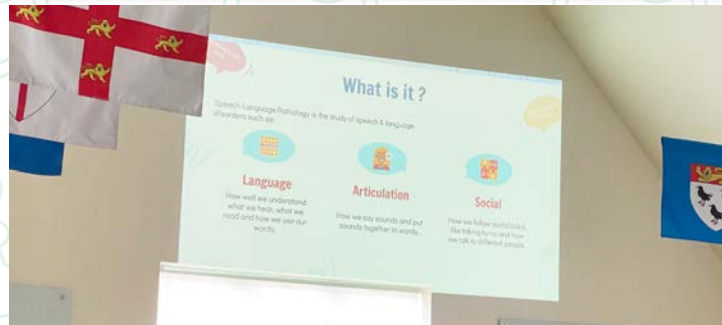 What is it ?
Speech-Language Pathology is the study of speech & language
disorders such as:
Language
How well we understand
what we hear, what we
read and how we use our
words.
Articulation
How we say sounds and put
sounds together in words.
Social
How we follow social rules,
like taking turns and how
we talk to different people.